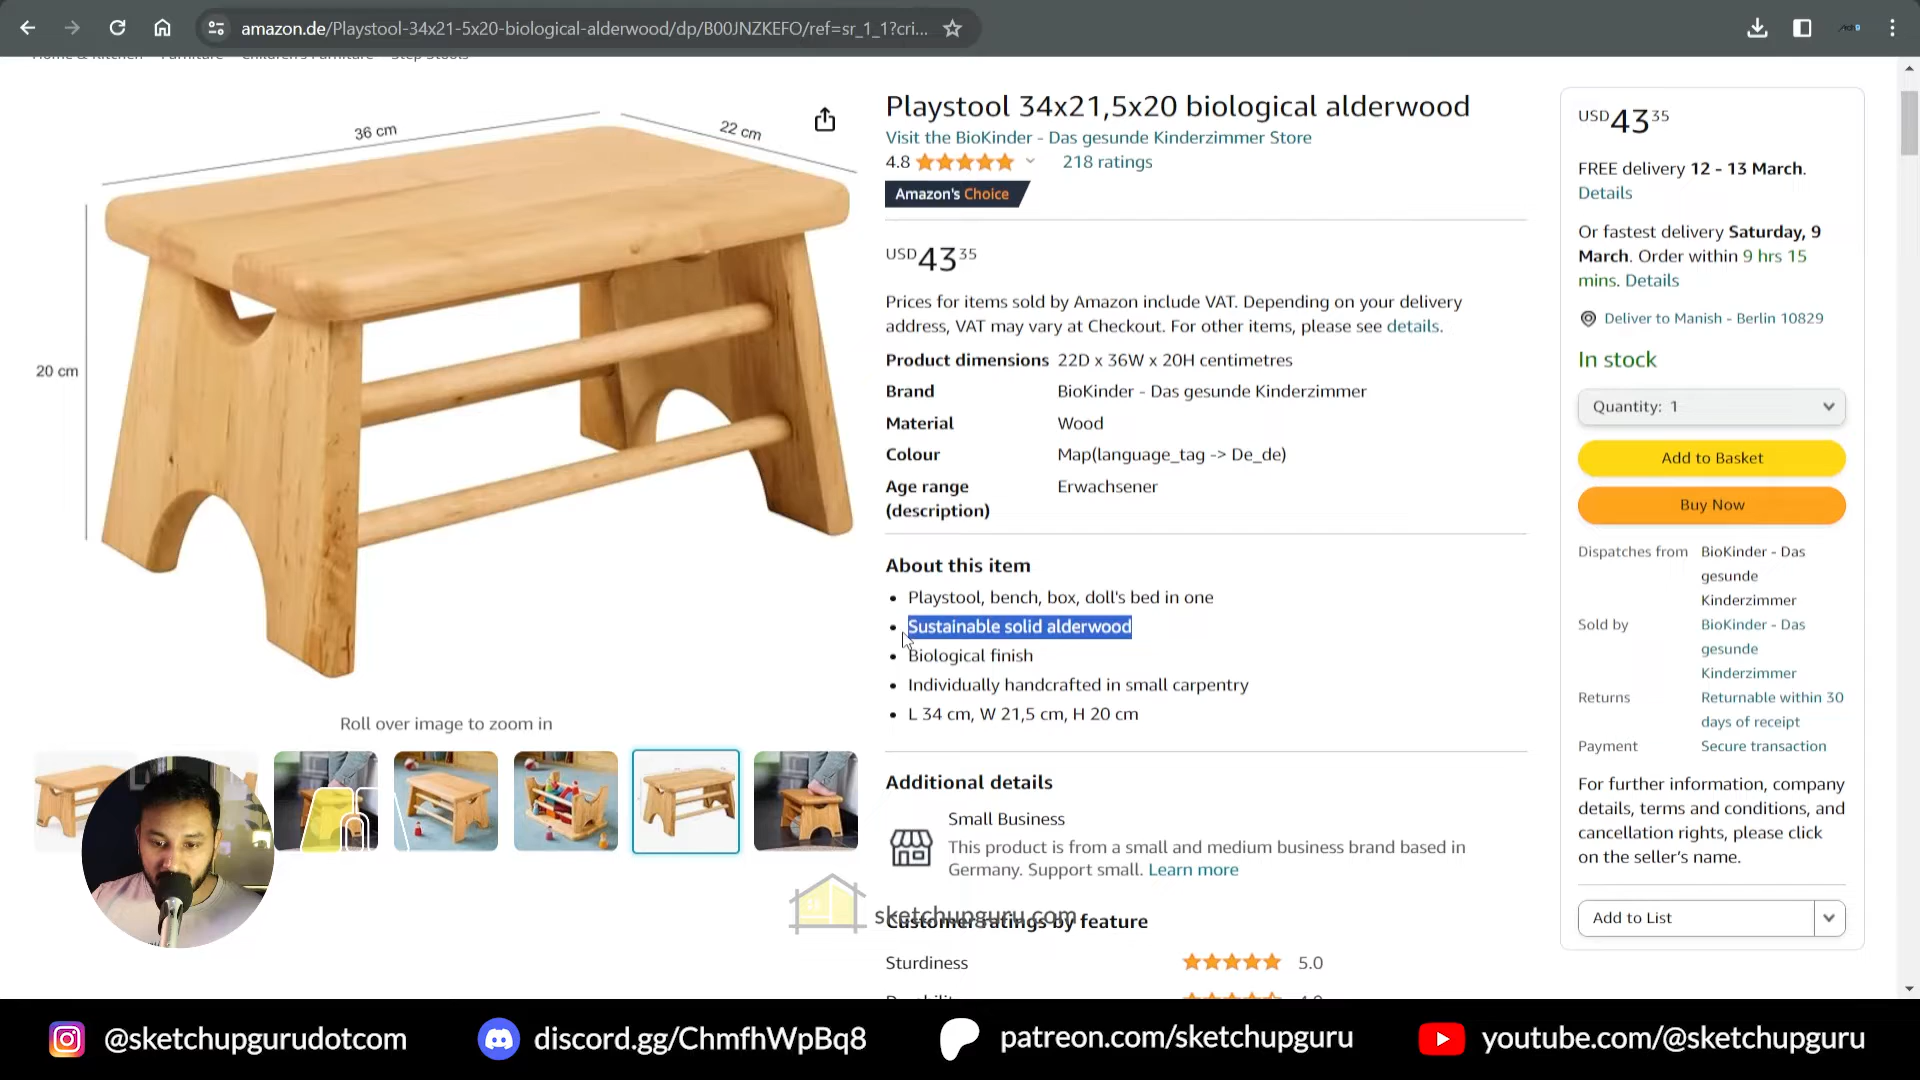 amazon.de/Playstool-34x21-5x20-biological-alderwood/dp/B00JNZKEFO/ref=sr_1_1?cri...
36 cm
22 cm
20 cm
Roll over image to zoom in
Playstool 34x21,5x20 biological alderwood
Visit the BioKinder - Das gesunde Kinderzimmer Store
4.8 218 ratings
Amazon's Choice
USD43 35
Prices for items sold by Amazon include VAT. Depending on your delivery
address, VAT may vary at Checkout. For other items, please see details.
Product dimensions 22D x 36W x 20H centimetres
Brand BioKinder - Das gesunde Kinderzimmer
Material Wood
Colour Map(language_tag -> De_de)
Age range Erwachsener
(description)
About this item
• Playstool, bench, box, doll's bed in one
• Sustainable solid alderwood
• Biological finish
• Individually handcrafted in small carpentry
• L 34 cm, W 21,5 cm, H 20 cm
Additional details
Small Business
This product is from a small and medium business brand based in
Germany. Support small. Learn more
sketchupguru.com
Customer ratings by feature
Sturdiness 5.0
USD43 35
FREE delivery 12 - 13 March.
Details
Or fastest delivery Saturday, 9
March. Order within 9 hrs 15
mins. Details
Deliver to Manish - Berlin 10829
In stock
Quantity: 1
Add to Basket
Buy Now
Dispatches from BioKinder - Das
gesunde
Kinderzimmer
Sold by BioKinder - Das
gesunde
Kinderzimmer
Returns Returnable within 30
days of receipt
Payment Secure transaction
For further information, company
details, terms and conditions, and
cancellation rights, please click
on the seller's name.
Add to List
@sketchupgurudotcom
discord.gg/ChmfhWpBq8
patreon.com/sketchupguru
youtube.com/@sketchupguru